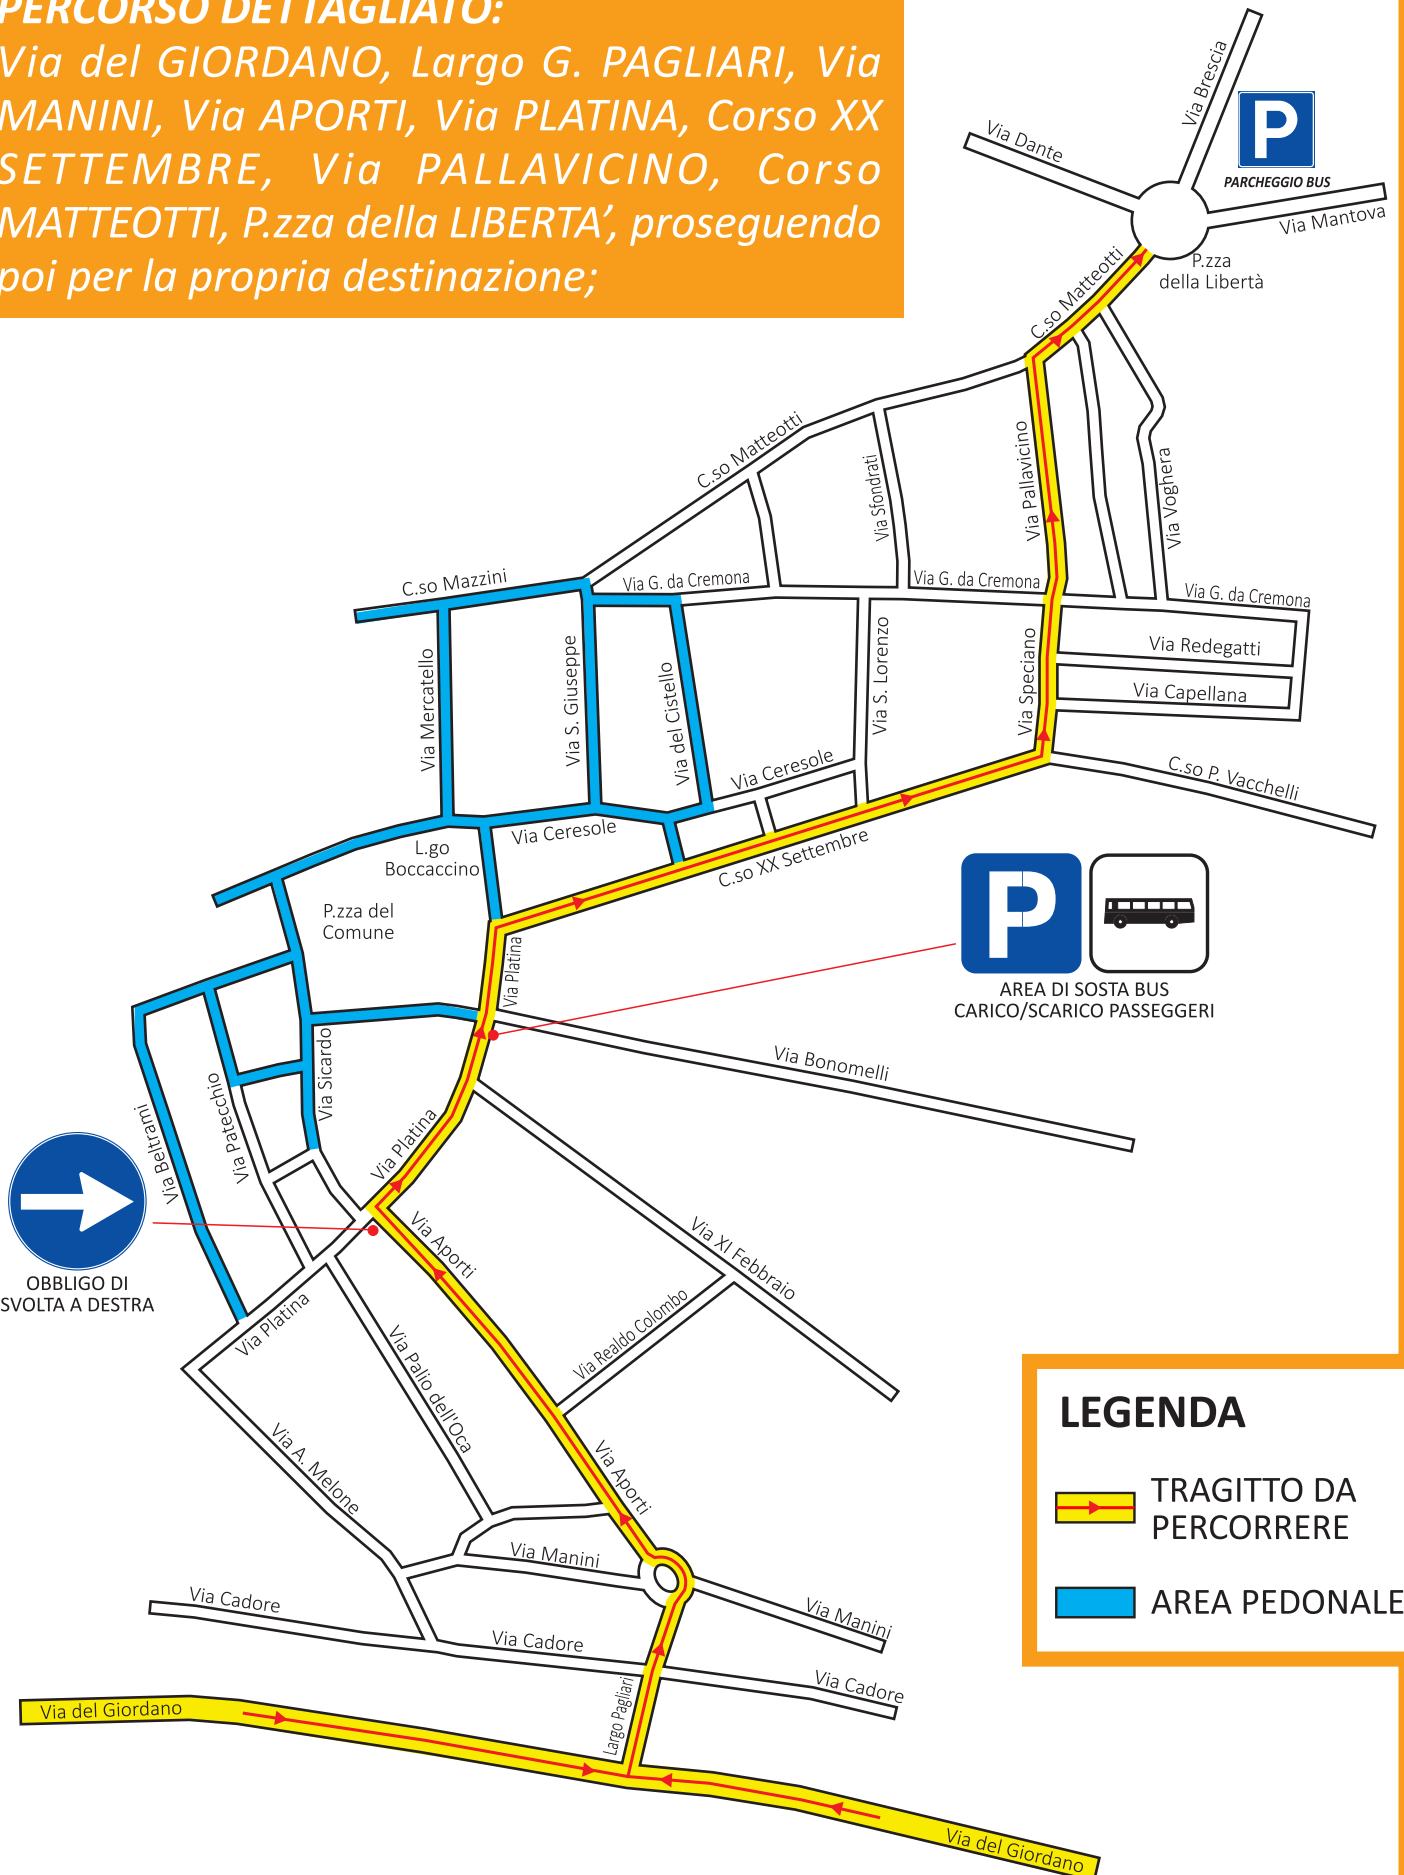 PERCORSO DETTAGLIATO:
Via del GIORDANO, Largo G. PAGLIARI, Via
MANINI, Via APORTI, Via PLATINA, Corso XX
SETTEMBRE, Via PALLAVICINO, Corso
MATTEOTTI, P.zza della LIBERTA’, proseguendo
poi per la propria destinazione;
Via Brescia
Via Dante
P
PARCHEGGIO BUS
Via Mantova
P.zza
della Libertà
C.so Matteotti
C.so Matteotti
Via Sfondrati
Via Pallavicino
Via Voghera
C.so Mazzini
Via G. da Cremona
Via G. da Cremona
Via G. da Cremona
Via Mercatello
Via S. Giuseppe
Via del Cistello
Via S. Lorenzo
Via Speciano
Via Redegatti
Via Capellana
Via Ceresole
C.so P. Vacchelli
Via Ceresole
L.go
Boccaccino
C.so XX Settembre
P.zza del
Comune
P
Via Platina
AREA DI SOSTA BUS
CARICO/SCARICO PASSEGGERI
Via Sicardo
Via Bonomelli
Via Patecchio
Via Beltrami
Via Platina
Via Aporti
Via XI Febbraio
OBBLIGO DI
SVOLTA A DESTRA
Via Platina
Via Realdo Colombo
Via Palio dell'Oca
Via A. Melone
Via Aporti
LEGENDA
TRAGITTO DA
PERCORRERE
AREA PEDONALE
Via Manini
Via Cadore
Via Manini
Via Cadore
Via Cadore
Largo Pagliari
Via del Giordano
Via del Giordano